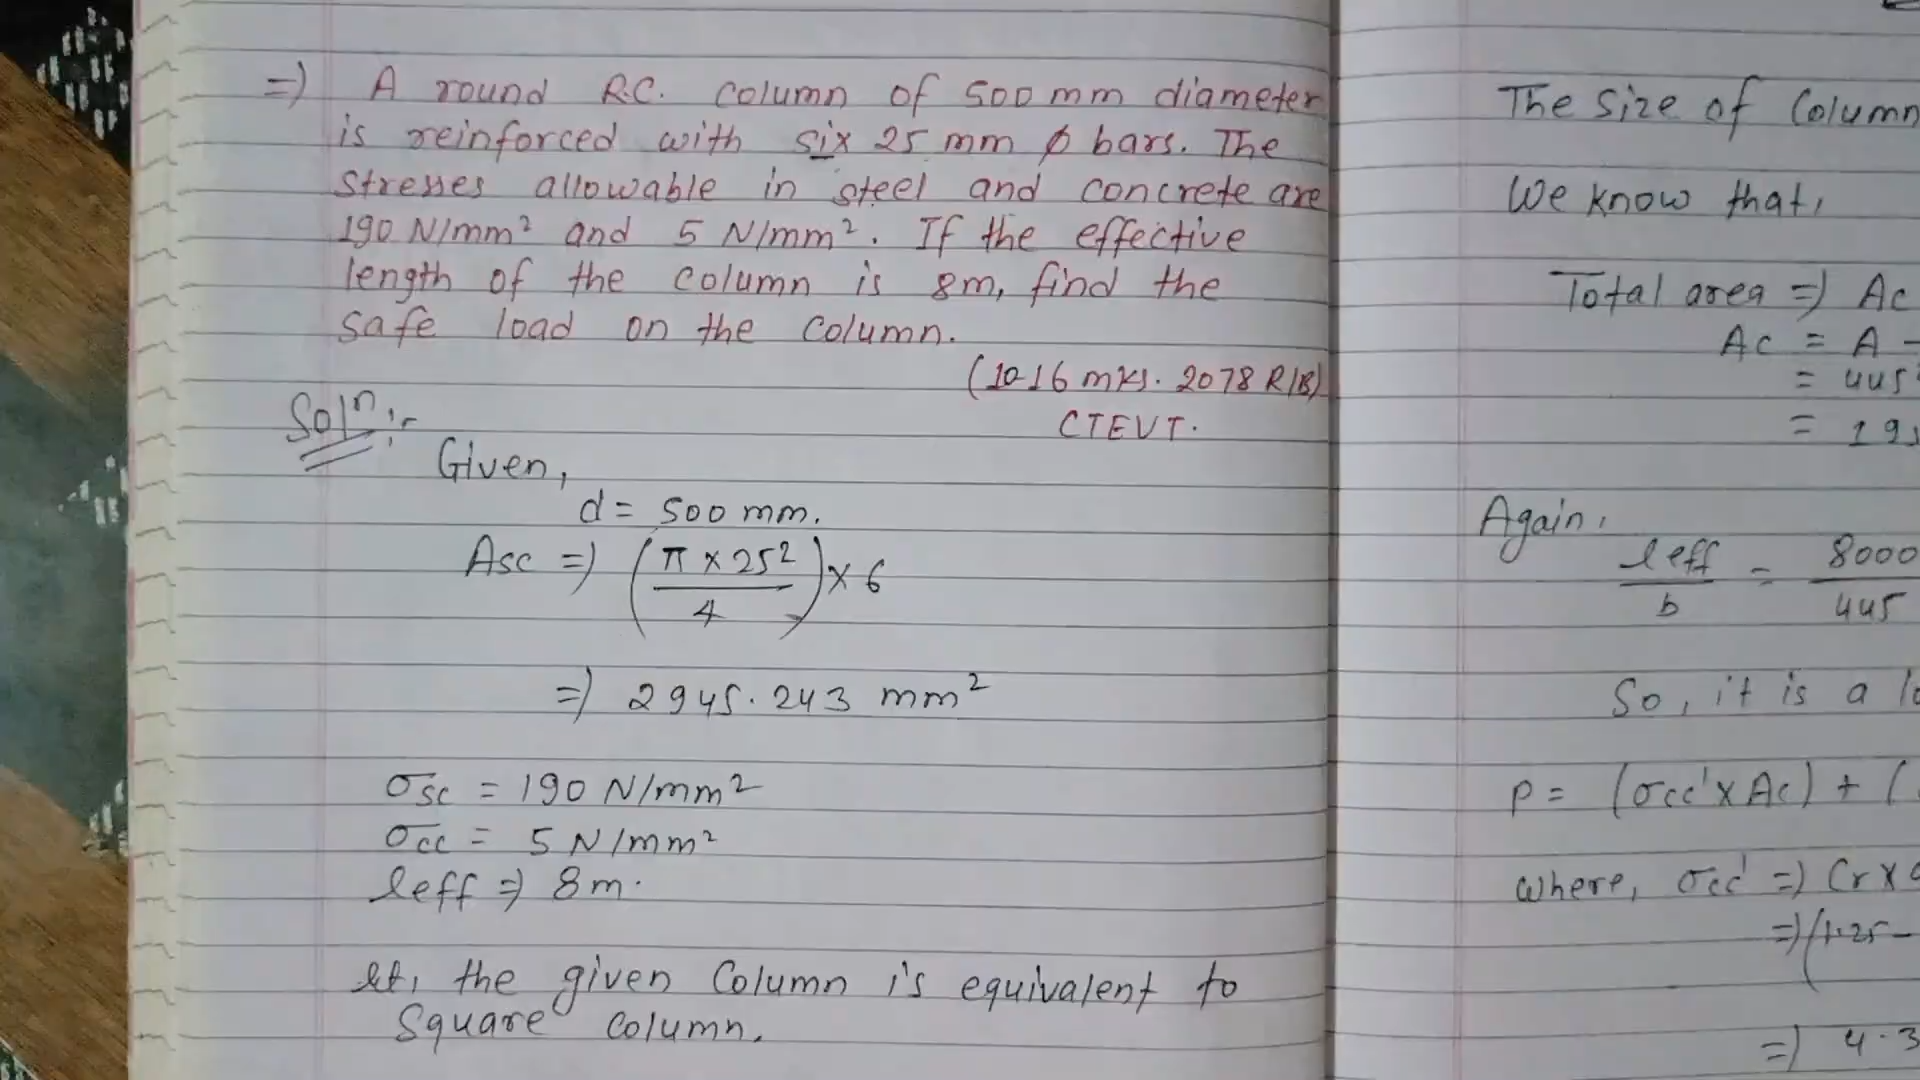 =) A round R.C. column of 500 mm diameter
is reinforced with six 25 mm ϕ bars. The
stresses allowable in steel and concrete are
190 N/mm² and 5 N/mm². If the effective
length of the column is 8m, find the
safe load on the column.
(10-16 mks. 2078 R/B)
CTEVT.
Solⁿ:-
Given,
d = 500 mm.
Asc =) (π × 25² / 4) × 6
=) 2945.243 mm²
σsc = 190 N/mm²
σcc = 5 N/mm²
leff =) 8m.
let, the given Column is equivalent to
Square column.
The Size of Column
We know that,
Total area =) Ac
Ac = A -
= 445²
= 19
Again,
leff / b = 8000 / 445
So, it is a
P = (σcc' × Ac) + (
where, σcc' =) Cr ×
=) (1.25 -
=) 4.3